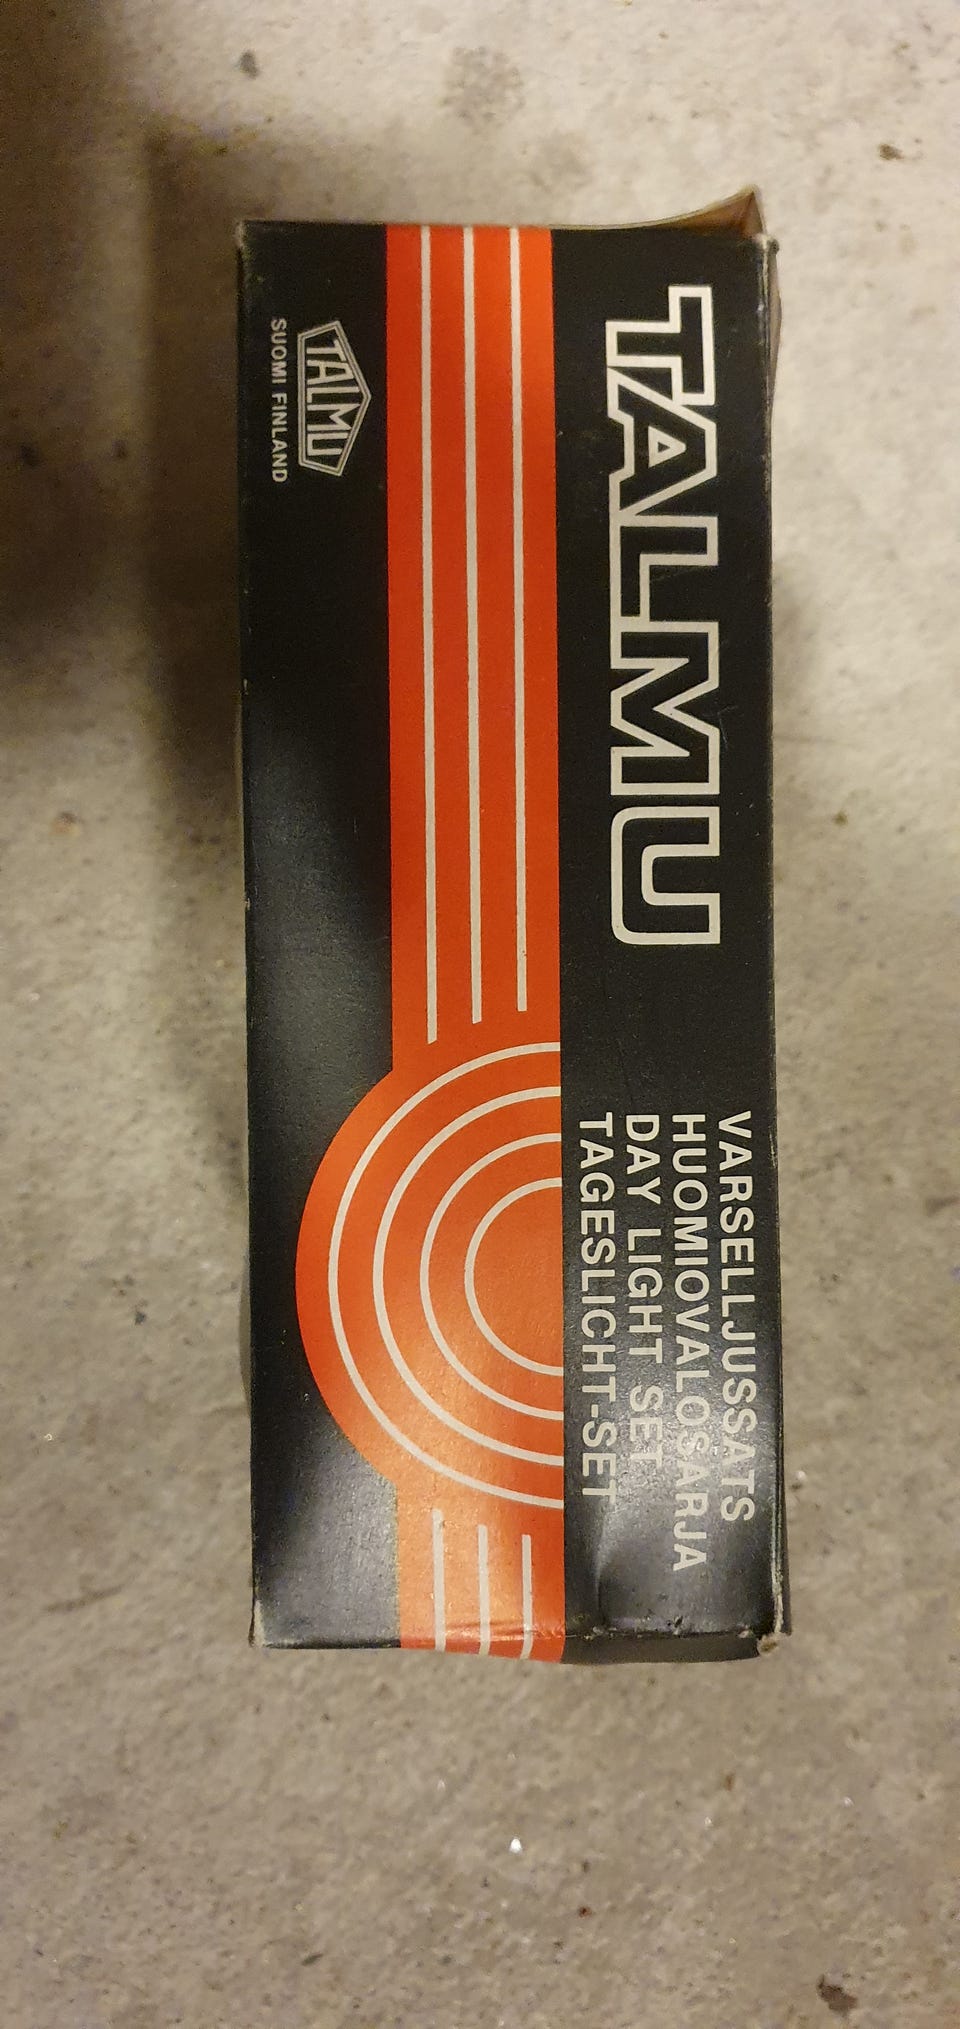 TALMU
VARSELLJUSSATS
HUOMIOVALOSARJA
DAY LIGHT SET
TAGESLICHT-SET
TALMU
SUOMI FINLAND